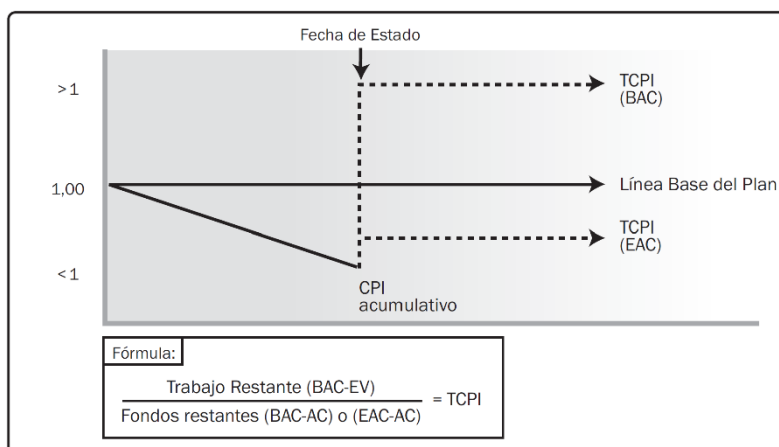 Fecha de Estado
>1
TCPI
(BAC)
1,00
Línea Base del Plan
TCPI
(EAC)
<1
CPI
acumulativo
Fórmula:
Trabajo Restante (BAC-EV)
Fondos restantes (BAC-AC) o (EAC-AC)
= TCPI